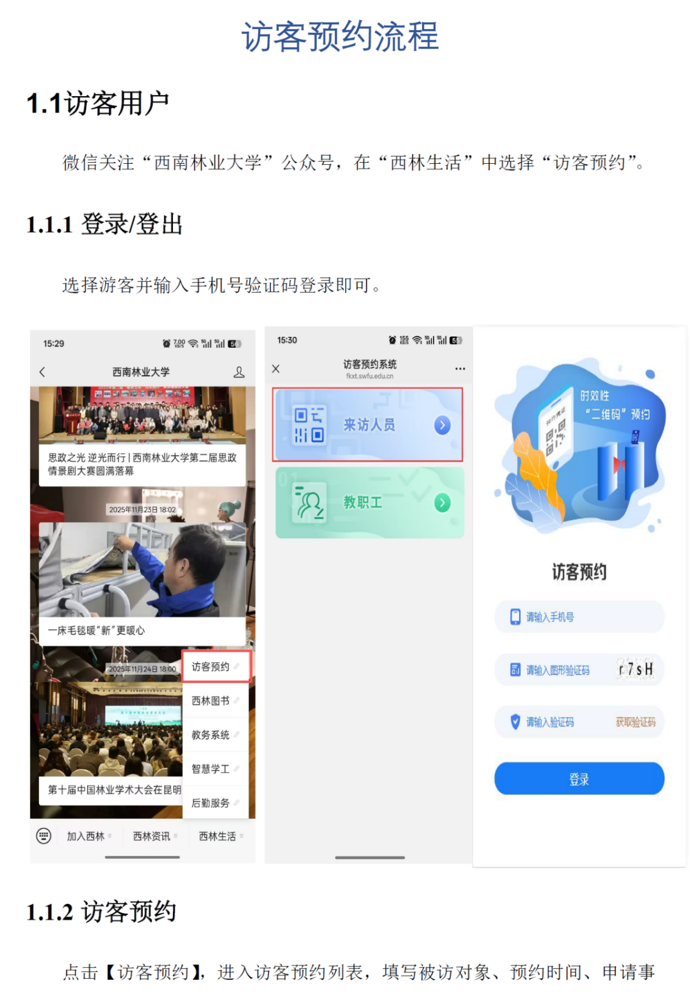 访客预约流程
1.1访客用户
微信关注“西南林业大学”公众号，在“西林生活”中选择“访客预约”。
1.1.1 登录/登出
选择游客并输入手机号验证码登录即可。
15:29
7.00 KB/S
5G
5G
西南林业大学
思政之光 逆光而行 | 西南林业大学第二届思政
情景剧大赛圆满落幕
2025年11月23日 18:02
一床毛毯暖“新”更暖心
2025年11月24日 18:00
第十届中国林业学术大会在昆明
访客预约
西林图书
教务系统
智慧学工
后勤服务
加入西林
西林资讯
西林生活
15:30
155 KB/S
5G
5G
访客预约系统
fkxt.swfu.edu.cn
来访人员
01
教职工
时效性
“二维码”预约
预约凭证
访客预约
请输入手机号
请输入图形验证码
r7sH
请输入验证码
获取验证码
登录
1.1.2 访客预约
点击【访客预约】，进入访客预约列表，填写被访对象、预约时间、申请事